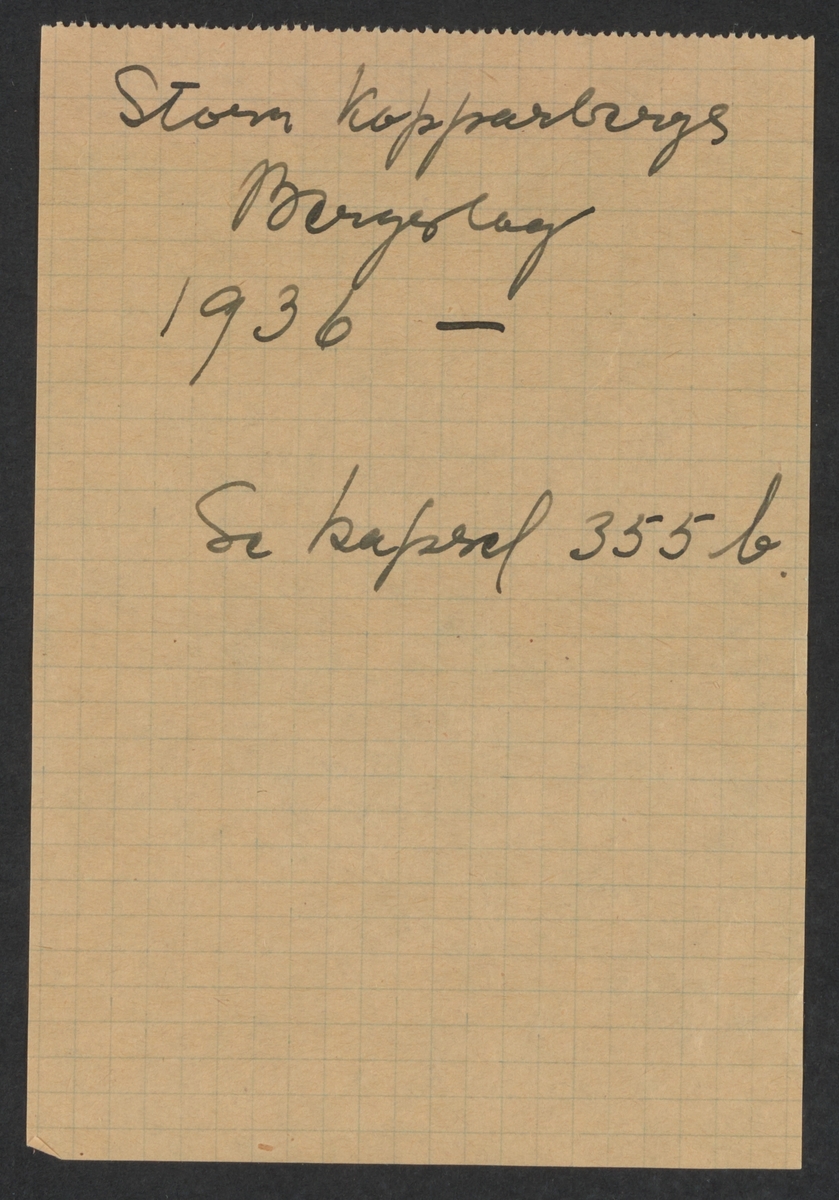 Stora Kopparbergs
Bergslag
1936 —
Se kapsel 355 b